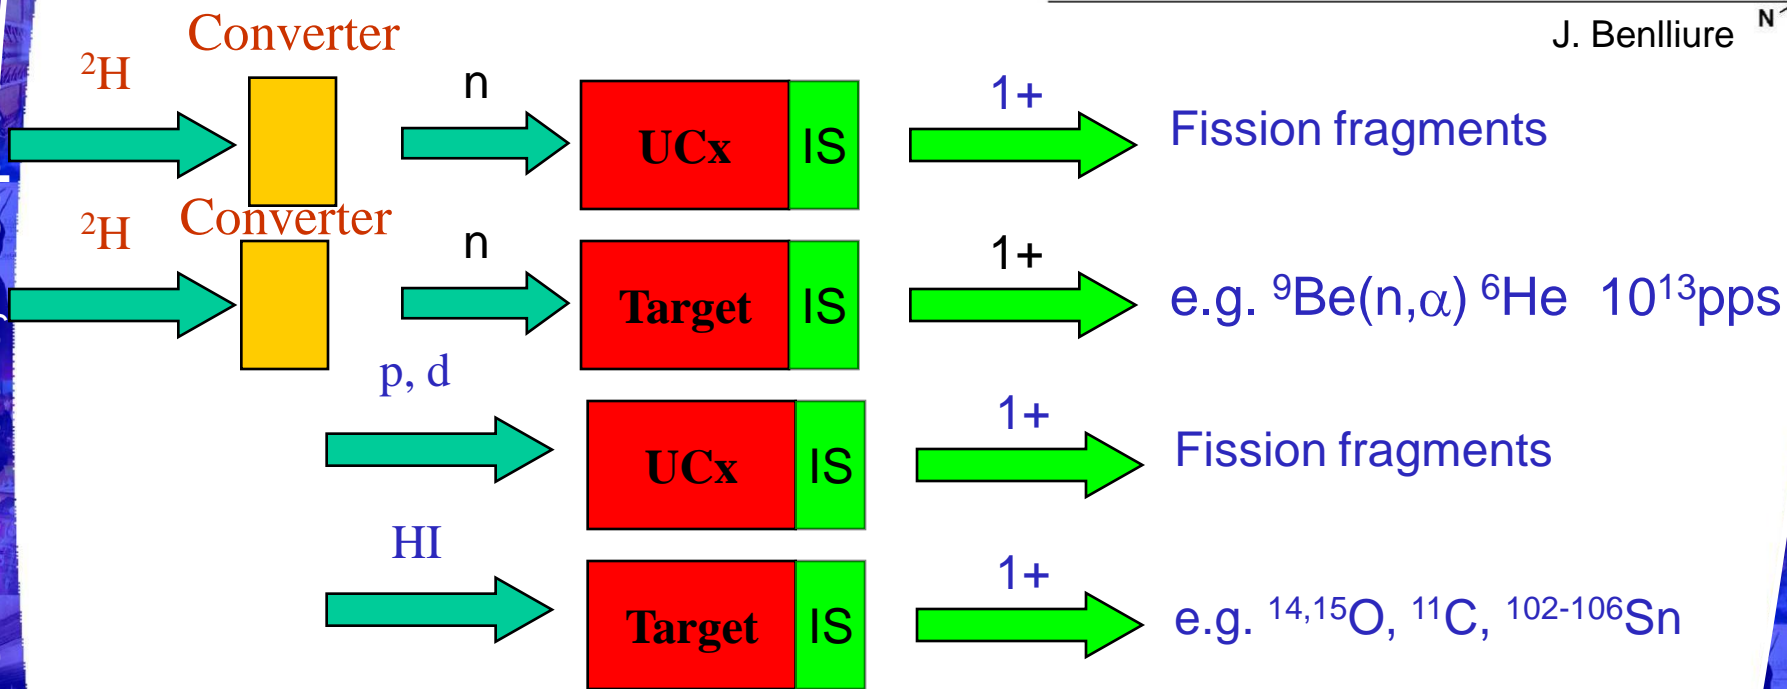 N
J. Benlliure
Converter
²H
n
UCx
IS
1+
Fission fragments
Converter
²H
n
Target
IS
1+
e.g. ⁹Be(n,α) ⁶He 10¹³pps
p, d
UCx
IS
1+
Fission fragments
HI
Target
IS
1+
e.g. ¹⁴,¹⁵O, ¹¹C, ¹⁰²⁻¹⁰⁶Sn